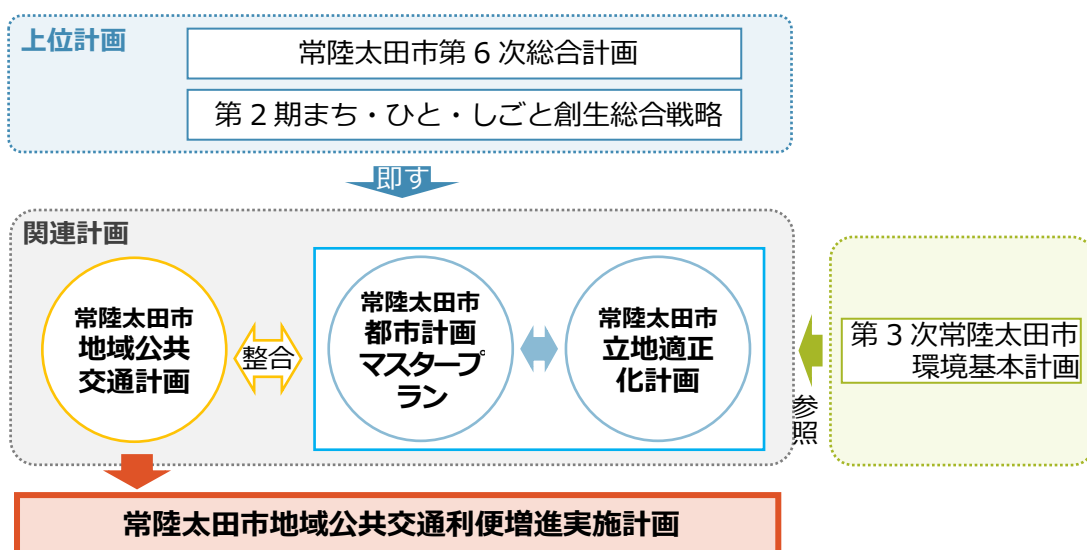 上位計画
常陸太田市第6次総合計画
第2期まち・ひと・しごと創生総合戦略
即す
関連計画
常陸太田市
地域公共
交通計画
整合
常陸太田市
都市計画
マスタープ
ラン
常陸太田市
立地適正
化計画
参照
第3次常陸太田市
環境基本計画
常陸太田市地域公共交通利便増進実施計画